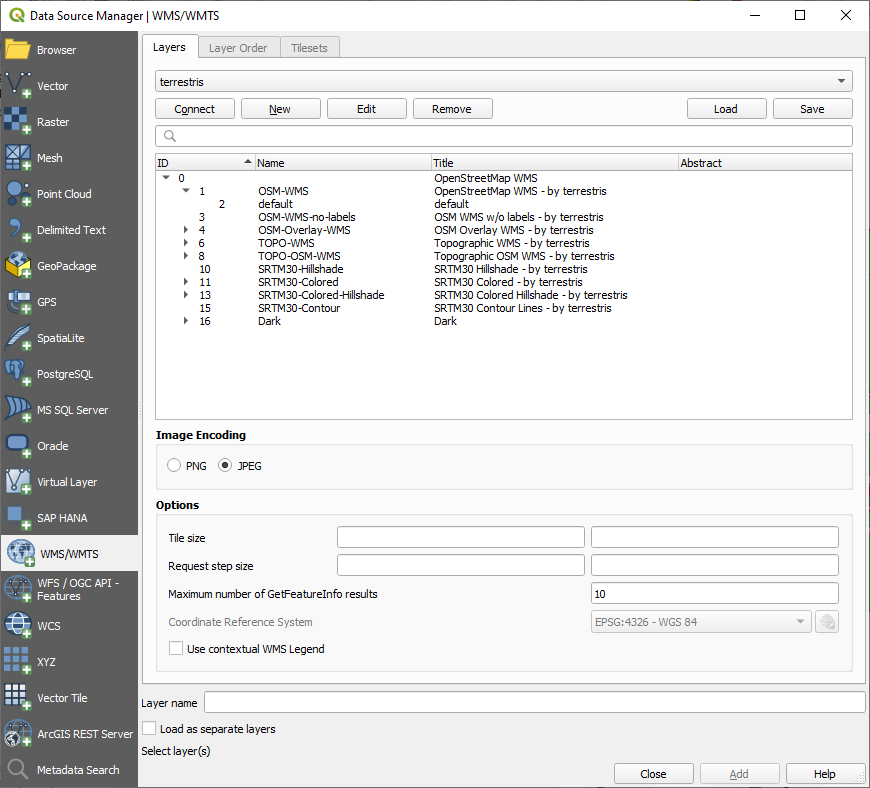 Data Source Manager | WMS/WMTS
Browser
Vector
Raster
Mesh
Point Cloud
Delimited Text
GeoPackage
GPS
SpatiaLite
PostgreSQL
MS SQL Server
Oracle
Virtual Layer
SAP HANA
WMS/WMTS
WFS / OGC API -
Features
WCS
XYZ
Vector Tile
ArcGIS REST Server
Metadata Search
Layers Layer Order Tilesets
terrestris
Connect New Edit Remove Load Save
ID Name Title Abstract
0 OpenStreetMap WMS
1 OSM-WMS OpenStreetMap WMS - by terrestris
2 default default
3 OSM-WMS-no-labels OSM WMS w/o labels - by terrestris
4 OSM-Overlay-WMS OSM Overlay WMS - by terrestris
6 TOPO-WMS Topographic WMS - by terrestris
8 TOPO-OSM-WMS Topographic OSM WMS - by terrestris
10 SRTM30-Hillshade SRTM30 Hillshade - by terrestris
11 SRTM30-Colored SRTM30 Colored - by terrestris
13 SRTM30-Colored-Hillshade SRTM30 Colored Hillshade - by terrestris
15 SRTM30-Contour SRTM30 Contour Lines - by terrestris
16 Dark Dark
Image Encoding
PNG JPEG
Options
Tile size
Request step size
Maximum number of GetFeatureInfo results 10
Coordinate Reference System EPSG:4326 - WGS 84
Use contextual WMS Legend
Layer name
Load as separate layers
Select layer(s)
Close Add Help